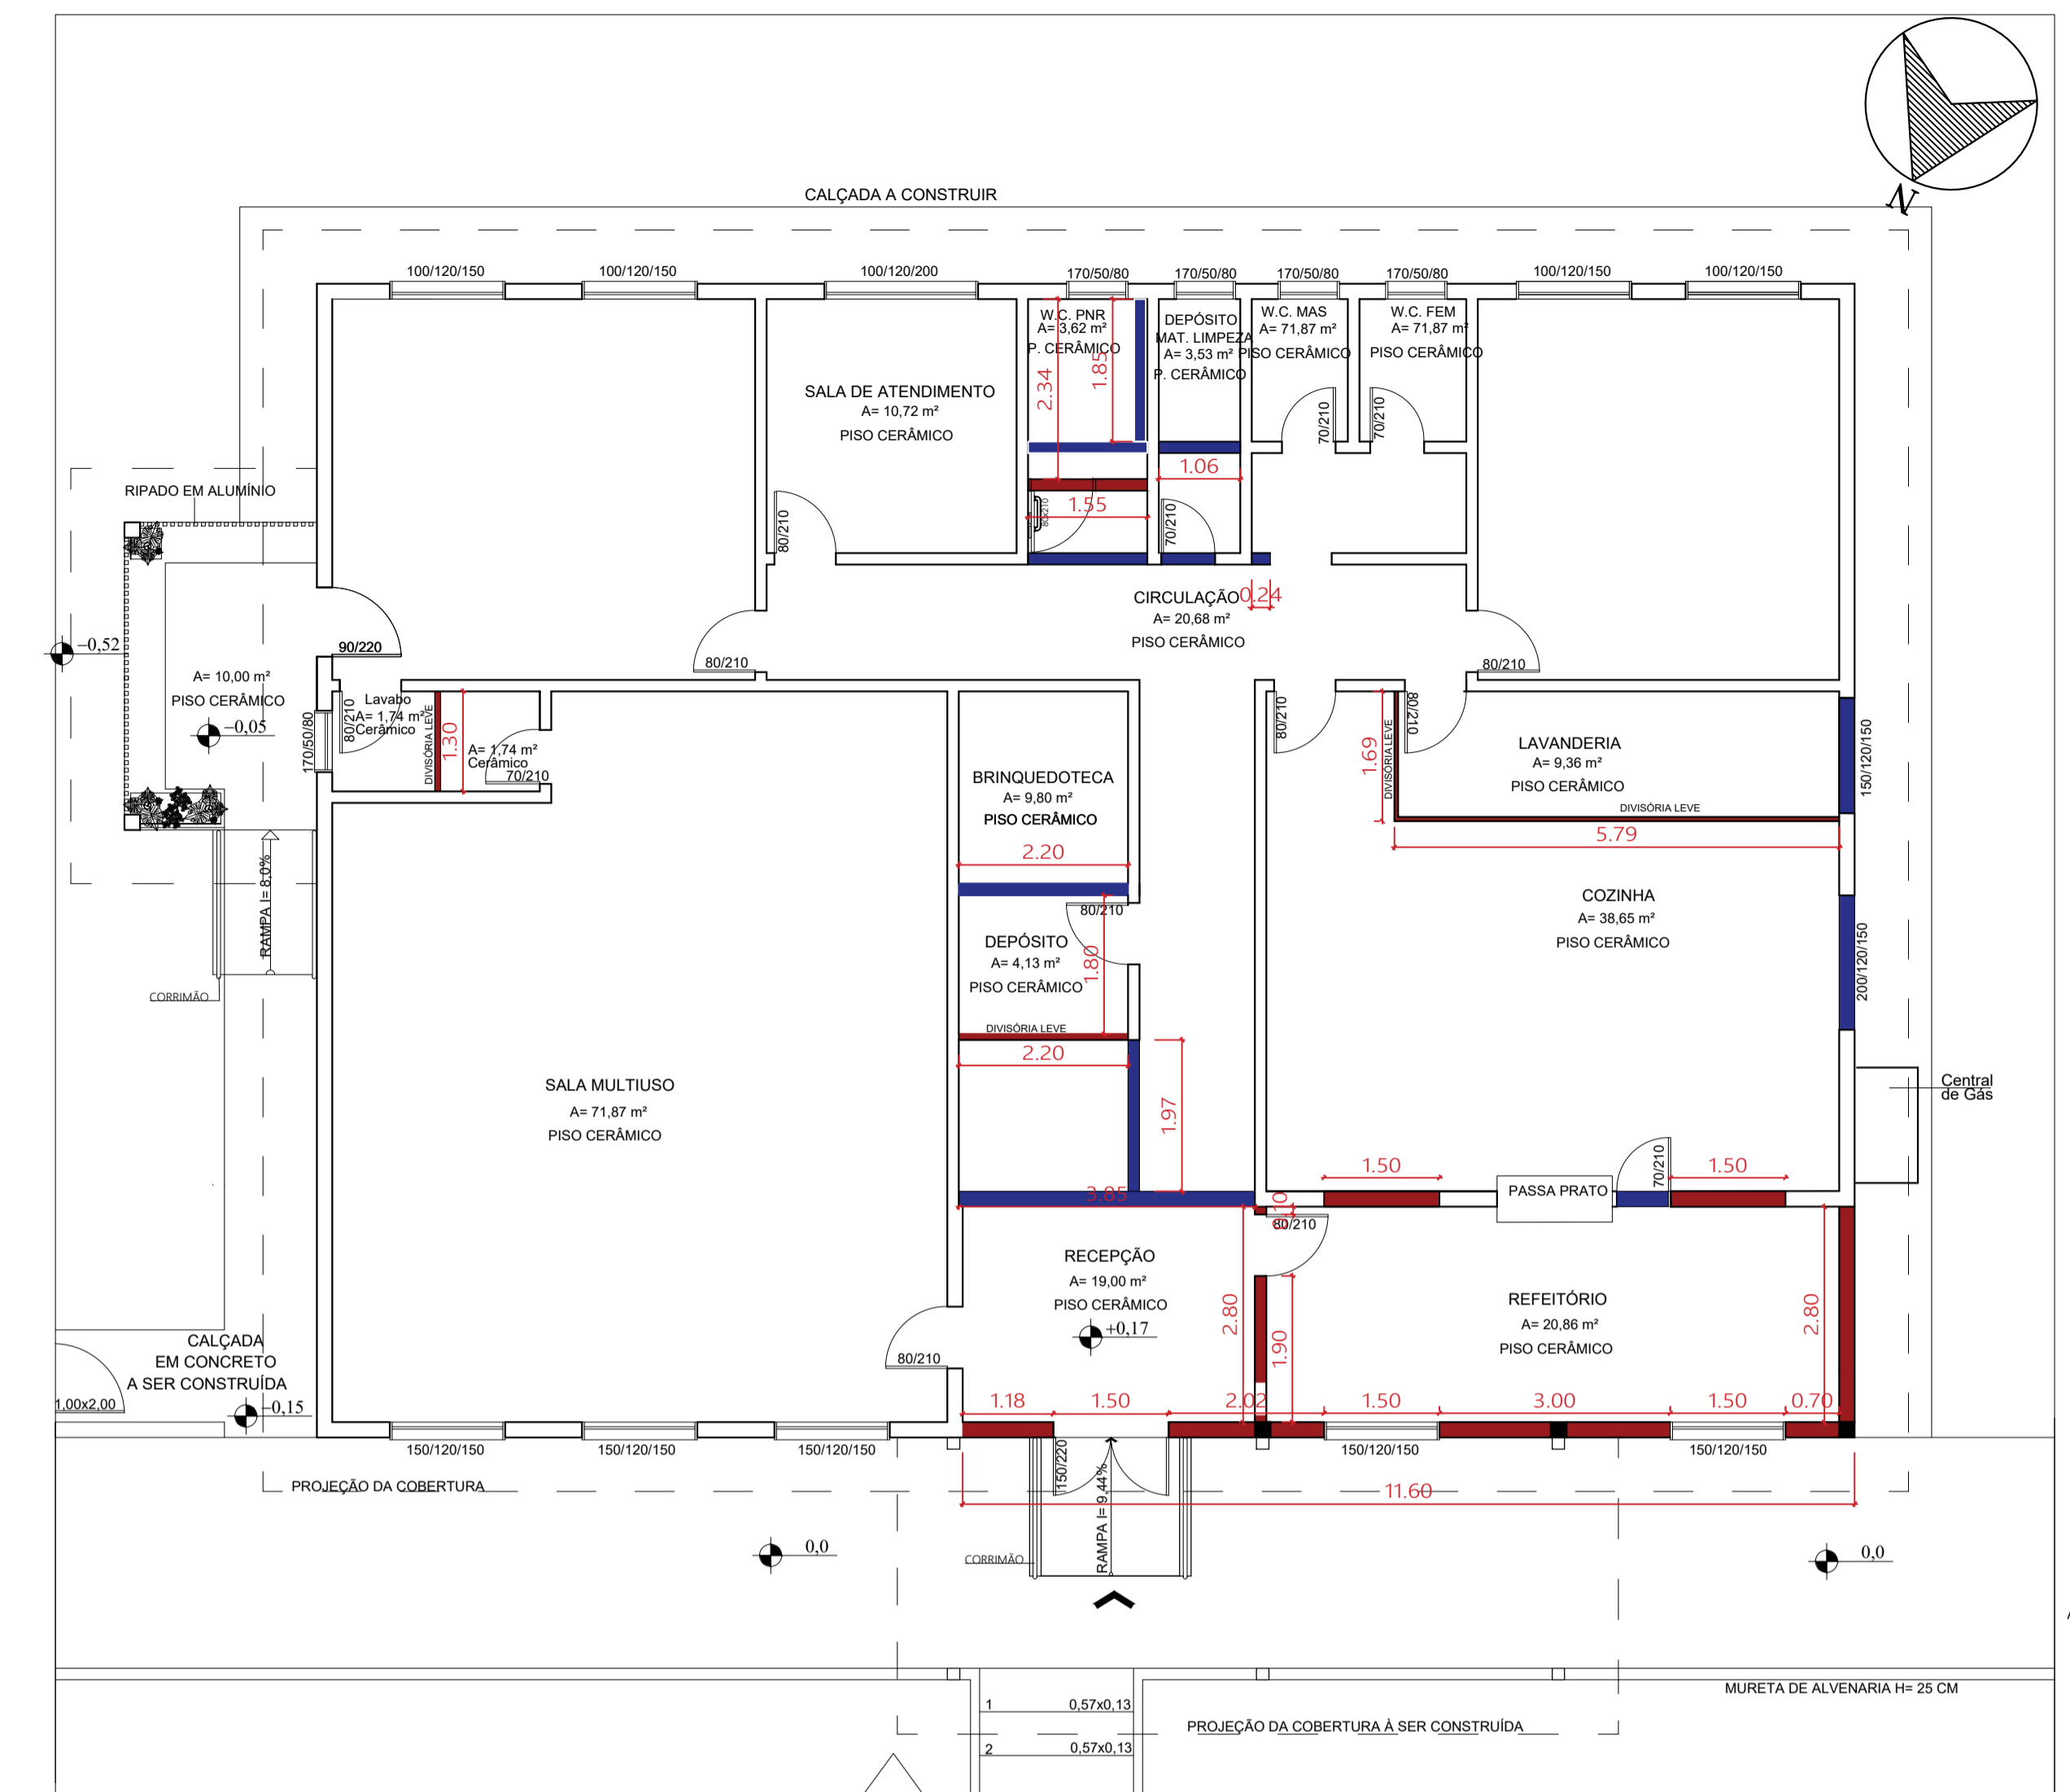 N
CALÇADA A CONSTRUIR
100/120/150
100/120/150
100/120/200
170/50/80
170/50/80
170/50/80
170/50/80
100/120/150
100/120/150
W.C. PNR
A= 3,62 m²
P. CERÂMICO
2.34
1.85
DEPÓSITO
MAT. LIMPEZA
A= 3,53 m²
P. CERÂMICO
W.C. MAS
A= 71,87 m²
PISO CERÂMICO
W.C. FEM
A= 71,87 m²
PISO CERÂMICO
70/210
70/210
SALA DE ATENDIMENTO
A= 10,72 m²
PISO CERÂMICO
80/210
1.06
1.55
80x210
70/210
RIPADO EM ALUMÍNIO
CIRCULAÇÃO
A= 20,68 m²
PISO CERÂMICO
0.24
−0,52
90/220
80/210
80/210
A= 10,00 m²
PISO CERÂMICO
−0,05
170/50/80
80/210
Lavabo
A= 1,74 m²
Cerâmico
DIVISÓRIA LEVE
1.30
A= 1,74 m²
Cerâmico
70/210
BRINQUEDOTECA
A= 9,80 m²
PISO CERÂMICO
2.20
80/210
1.69
DIVISÓRIA LEVE
80/210
LAVANDERIA
A= 9,36 m²
PISO CERÂMICO
DIVISÓRIA LEVE
5.79
150/120/150
RAMPA I= 8,0%
CORRIMÃO
80/210
DEPÓSITO
A= 4,13 m²
PISO CERÂMICO
1.80
DIVISÓRIA LEVE
2.20
COZINHA
A= 38,65 m²
PISO CERÂMICO
200/120/150
SALA MULTIUSO
A= 71,87 m²
PISO CERÂMICO
1.97
Central
de Gás
1.50
70/210
1.50
PASSA PRATO
3.85
0.10
80/210
RECEPÇÃO
A= 19,00 m²
PISO CERÂMICO
+0,17
2.80
1.90
REFEITÓRIO
A= 20,86 m²
PISO CERÂMICO
2.80
CALÇADA
EM CONCRETO
A SER CONSTRUÍDA
1,00x2,00
−0,15
80/210
1.18
1.50
2.02
1.50
3.00
1.50
0.70
150/120/150
150/120/150
150/120/150
150/220
150/120/150
150/120/150
PROJEÇÃO DA COBERTURA
11.60
RAMPA I= 9,44%
CORRIMÃO
0,0
0,0
MURETA DE ALVENARIA H= 25 CM
1
0,57x0,13
PROJEÇÃO DA COBERTURA À SER CONSTRUÍDA
2
0,57x0,13